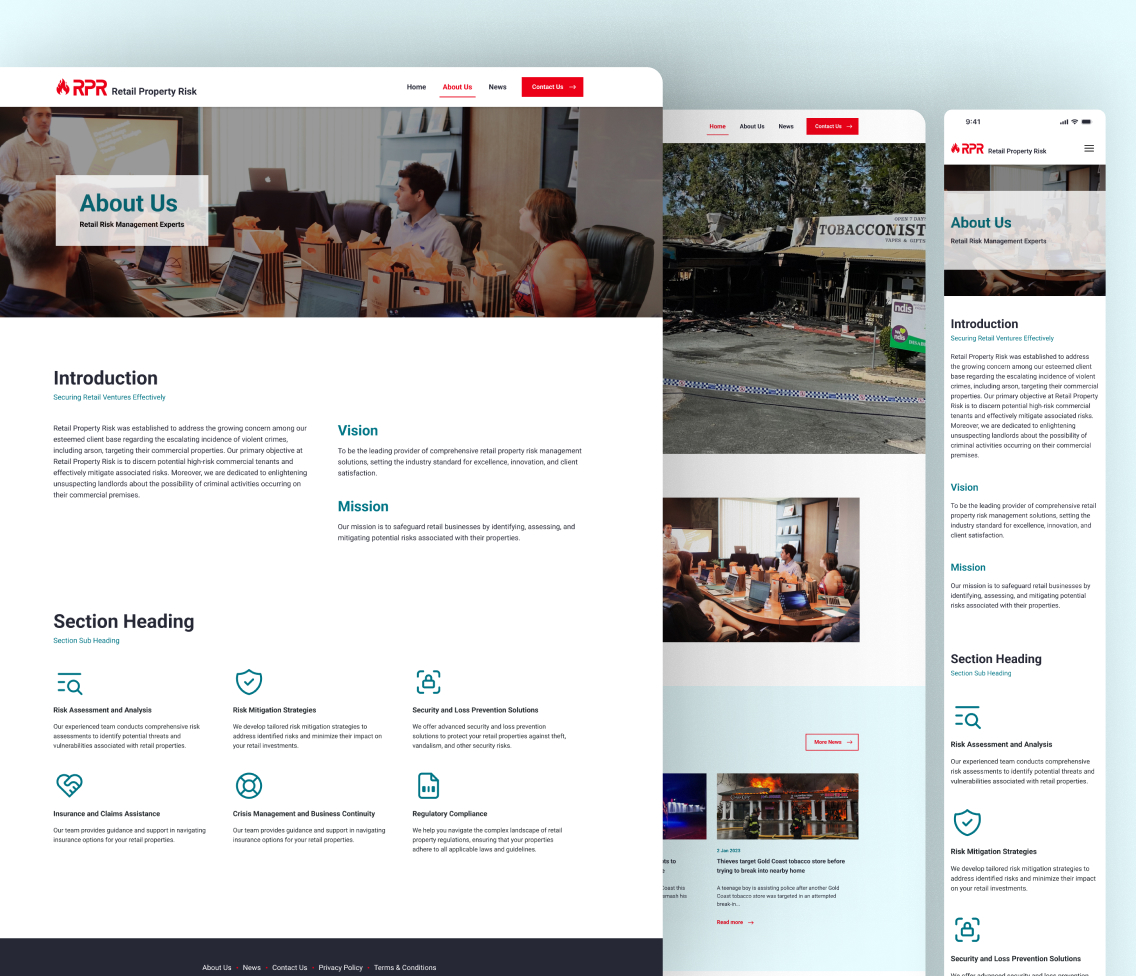 RPR Retail Property Risk
Home
About Us
News
Contact Us
About Us
Retail Risk Management Experts
Introduction
Securing Retail Ventures Effectively
Retail Property Risk was established to address the growing concern among our
esteemed client base regarding the escalating incidence of violent crimes,
including arson, targeting their commercial properties. Our primary objective at
Retail Property Risk is to discern potential high-risk commercial tenants and
effectively mitigate associated risks. Moreover, we are dedicated to enlightening
unsuspecting landlords about the possibility of criminal activities occurring on
their commercial premises.
Vision
To be the leading provider of comprehensive retail property risk management
solutions, setting the industry standard for excellence, innovation, and client
satisfaction.
Mission
Our mission is to safeguard retail businesses by identifying, assessing, and
mitigating potential risks associated with their properties.
Section Heading
Section Sub Heading
Risk Assessment and Analysis
Our experienced team conducts comprehensive risk
assessments to identify potential threats and
vulnerabilities associated with retail properties.
Risk Mitigation Strategies
We develop tailored risk mitigation strategies to
address identified risks and minimize their impact on
your retail investments.
Security and Loss Prevention Solutions
We offer advanced security and loss prevention
solutions to protect your retail properties against theft,
vandalism, and other security risks.
Insurance and Claims Assistance
Our team provides guidance and support in navigating
insurance options for your retail properties.
Crisis Management and Business Continuity
Our team provides guidance and support in navigating
insurance options for your retail properties.
Regulatory Compliance
We help you navigate the complex landscape of retail
property regulations, ensuring that your properties
adhere to all applicable laws and guidelines.
About Us · News · Contact Us · Privacy Policy · Terms & Conditions
Home
About Us
News
Contact Us
OPEN 7 DAY
TOBACCONIST
VAPES & GIFTS
ndis
ndis
More News
2 Jan 2023
Thieves target Gold Coast tobacco store before
trying to break into nearby home
A teenage boy is assisting police after another Gold
Coast tobacco store was targeted in an attempted
break-in...
Read more
9:41
RPR Retail Property Risk
About Us
Retail Risk Management Experts
Introduction
Securing Retail Ventures Effectively
Retail Property Risk was established to address
the growing concern among our esteemed client
base regarding the escalating incidence of violent
crimes, including arson, targeting their commercial
properties. Our primary objective at Retail Property
Risk is to discern potential high-risk commercial
tenants and effectively mitigate associated risks.
Moreover, we are dedicated to enlightening
unsuspecting landlords about the possibility of
criminal activities occurring on their commercial
premises.
Vision
To be the leading provider of comprehensive retail
property risk management solutions, setting the
industry standard for excellence, innovation, and
client satisfaction.
Mission
Our mission is to safeguard retail businesses by
identifying, assessing, and mitigating potential
risks associated with their properties.
Section Heading
Section Sub Heading
Risk Assessment and Analysis
Our experienced team conducts comprehensive
risk assessments to identify potential threats and
vulnerabilities associated with retail properties.
Risk Mitigation Strategies
We develop tailored risk mitigation strategies to
address identified risks and minimize their impact
on your retail investments.
Security and Loss Prevention Solutions